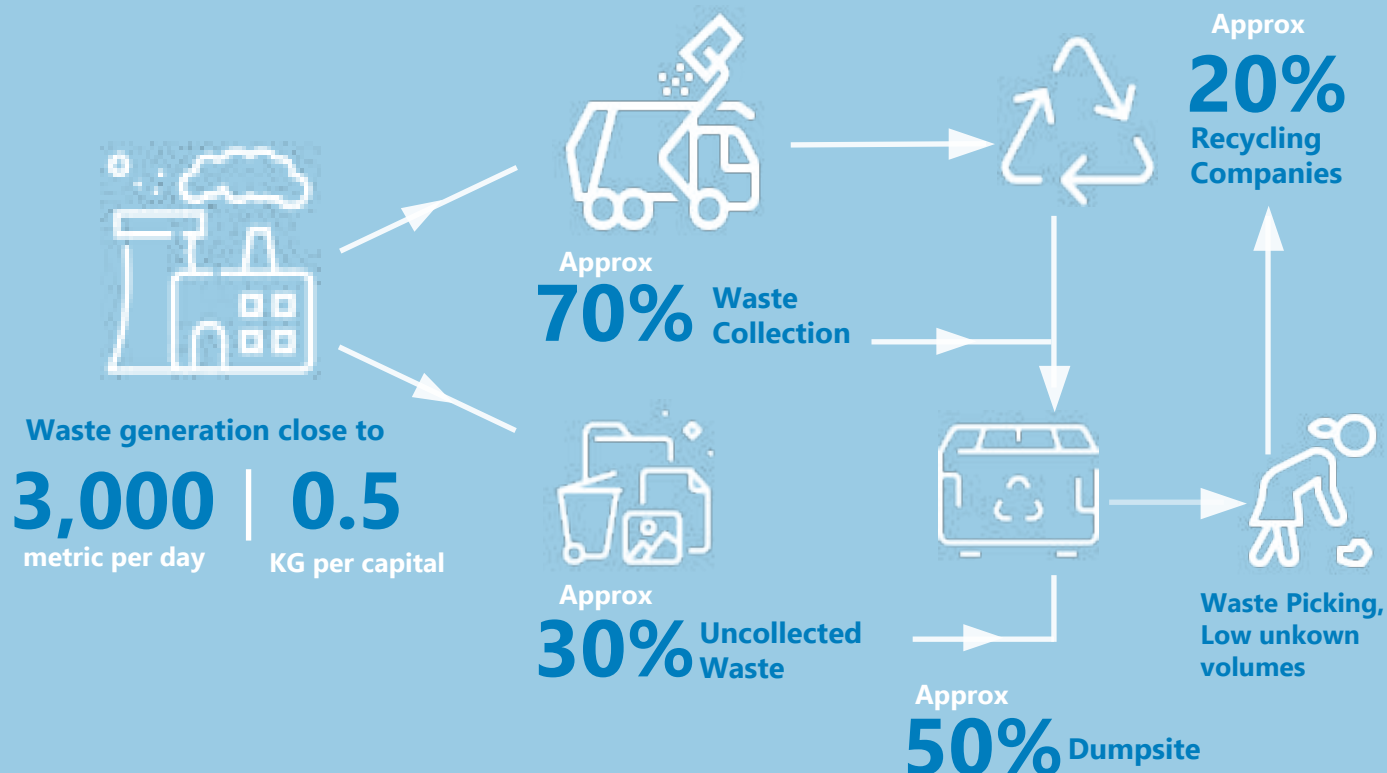 Approx
20%
Recycling
Companies
Approx
70%
Waste
Collection
Waste generation close to
3,000
metric per day
0.5
KG per capital
Approx
30%
Uncollected
Waste
Waste Picking,
Low unkown
volumes
Approx
50%
Dumpsite